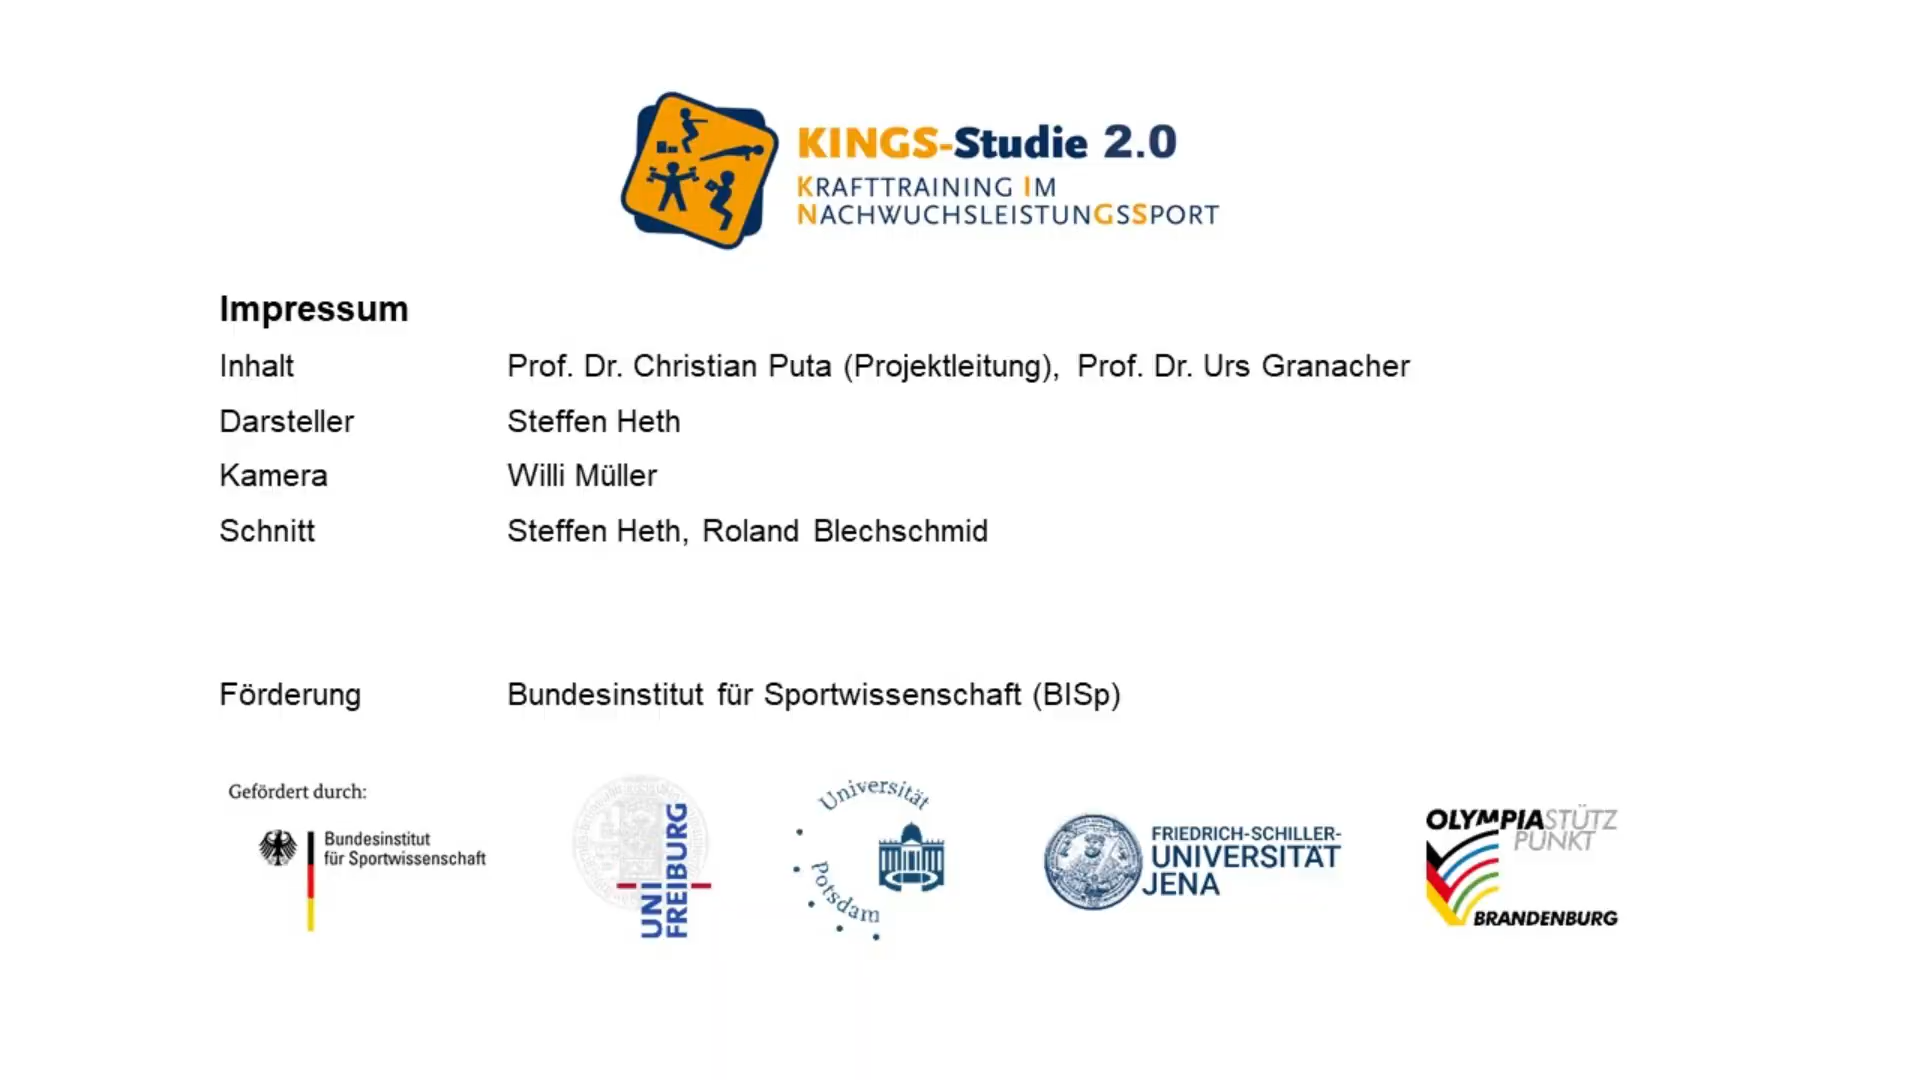 KINGS-Studie 2.0
KRAFTTRAINING IM
NACHWUCHSLEISTUNGSSPORT
Impressum
Inhalt Prof. Dr. Christian Puta (Projektleitung), Prof. Dr. Urs Granacher
Darsteller Steffen Heth
Kamera Willi Müller
Schnitt Steffen Heth, Roland Blechschmid
Förderung Bundesinstitut für Sportwissenschaft (BISp)
Gefördert durch:
Bundesinstitut
für Sportwissenschaft
UNI
FREIBURG
Universität
Potsdam
FRIEDRICH-SCHILLER-
UNIVERSITÄT
JENA
OLYMPIASTÜTZ
PUNKT
BRANDENBURG